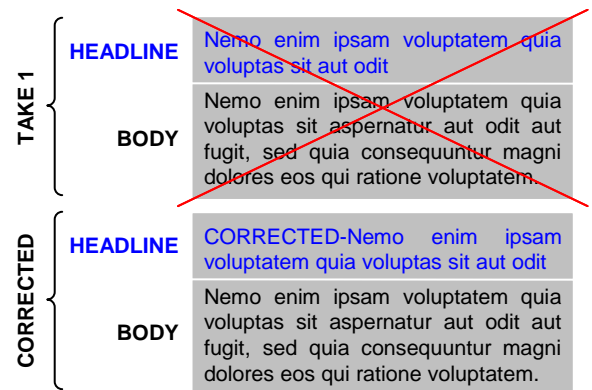 TAKE 1
HEADLINE
Nemo enim ipsam voluptatem quia
voluptas sit aut odit
BODY
Nemo enim ipsam voluptatem quia
voluptas sit aspernatur aut odit aut
fugit, sed quia consequuntur magni
dolores eos qui ratione voluptatem.
CORRECTED
HEADLINE
CORRECTED-Nemo enim ipsam
voluptatem quia voluptas sit aut odit
BODY
Nemo enim ipsam voluptatem quia
voluptas sit aspernatur aut odit aut
fugit, sed quia consequuntur magni
dolores eos qui ratione voluptatem.